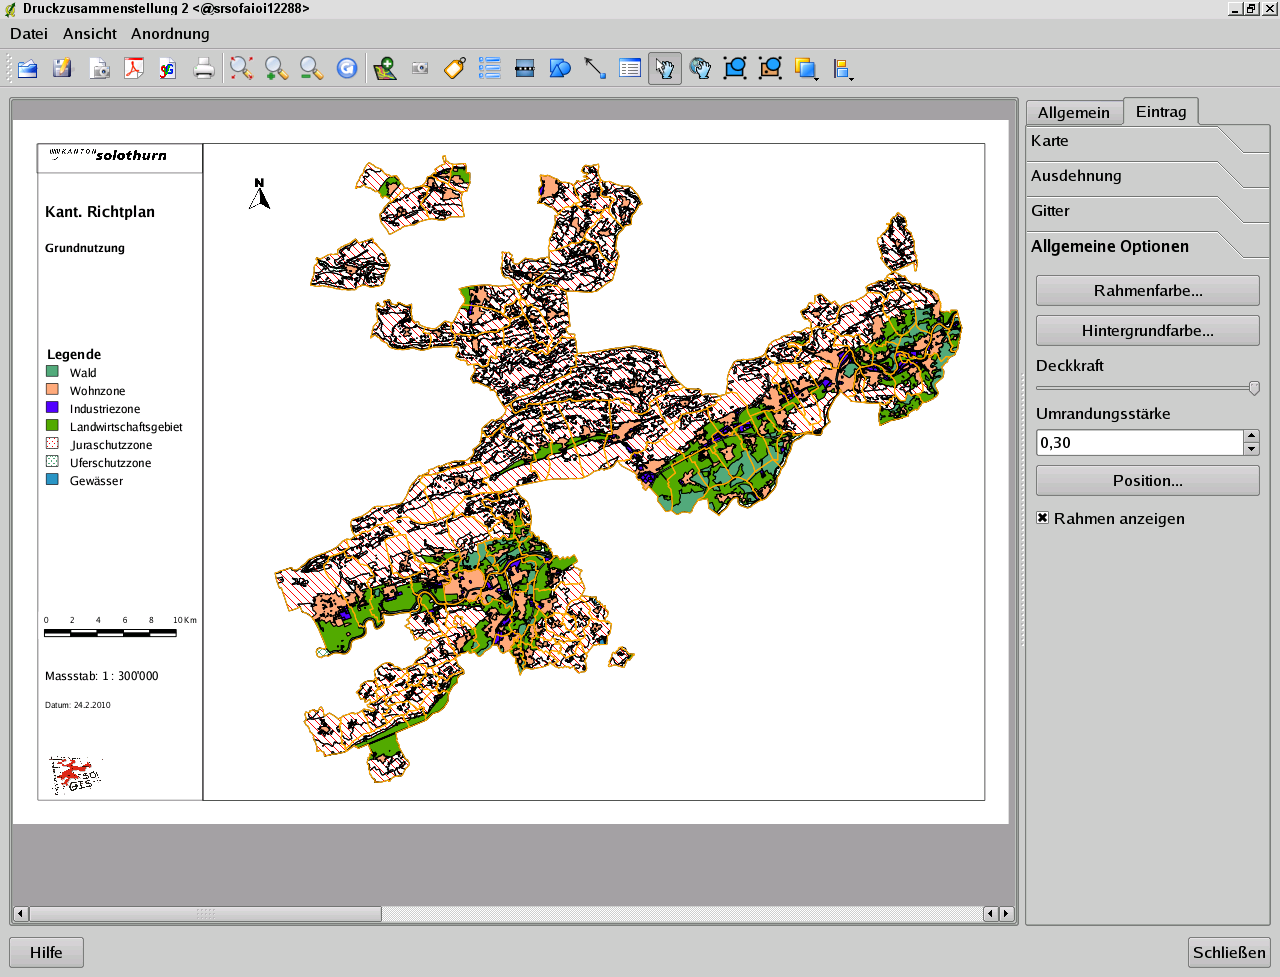 Druckzusammenstellung 2 <@srsofaioi12288>
Datei Ansicht Anordnung
Allgemein Eintrag
Karte
Ausdehnung
Gitter
Allgemeine Optionen
Rahmenfarbe...
Hintergrundfarbe...
Deckkraft
Umrandungsstärke
0,30
Position...
Rahmen anzeigen
KANTON solothurn
N
Kant. Richtplan
Grundnutzung
Legende
Wald
Wohnzone
Industriezone
Landwirtschaftsgebiet
Juraschutzzone
Uferschutzzone
Gewässer
0 2 4 6 8 10 Km
Massstab: 1 : 300'000
Datum: 24.2.2010
SO!
GIS
Hilfe
Schließen